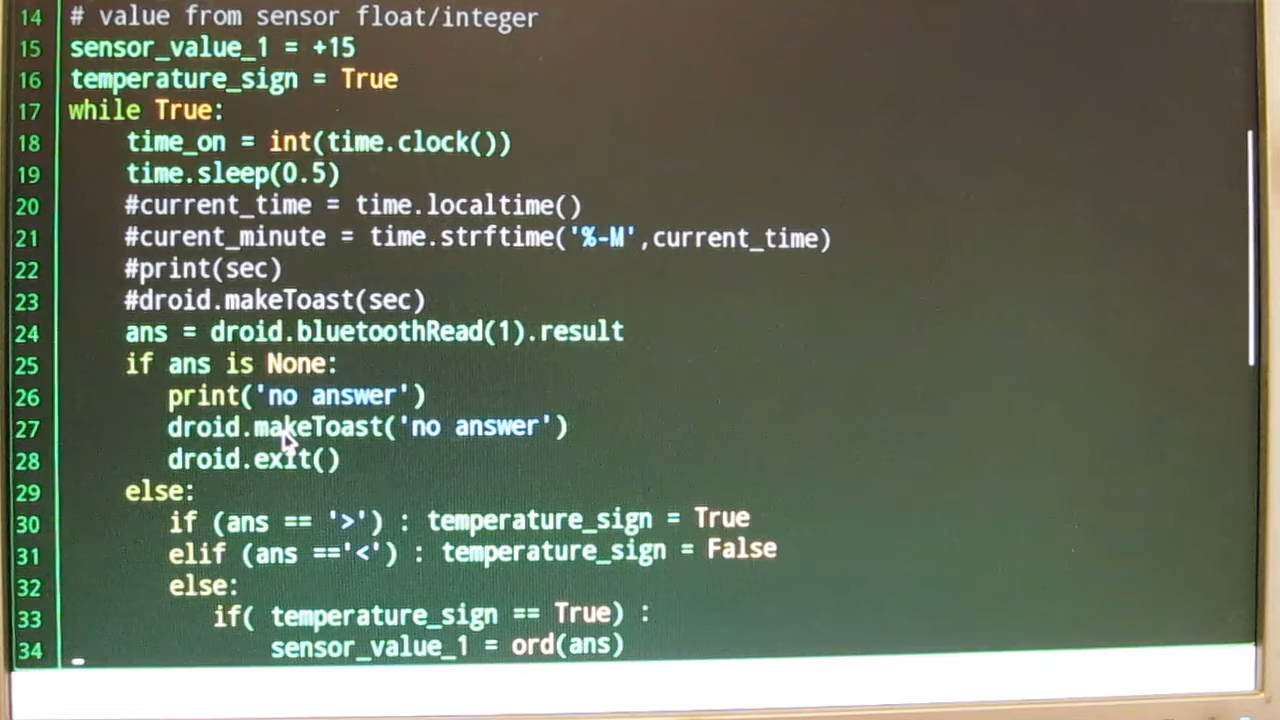 14 # value from sensor float/integer
15 sensor_value_1 = +15
16 temperature_sign = True
17 while True:
18 time_on = int(time.clock())
19 time.sleep(0.5)
20 #current_time = time.localtime()
21 #curent_minute = time.strftime('%-M',current_time)
22 #print(sec)
23 #droid.makeToast(sec)
24 ans = droid.bluetoothRead(1).result
25 if ans is None:
26 print('no answer')
27 droid.makeToast('no answer')
28 droid.exit()
29 else:
30 if (ans == '>') : temperature_sign = True
31 elif (ans =='<') : temperature_sign = False
32 else:
33 if( temperature_sign == True) :
34 sensor_value_1 = ord(ans)